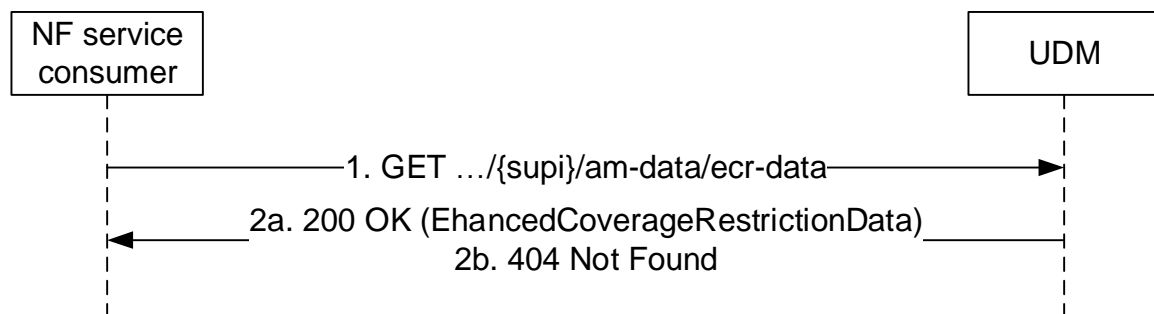 NF service
consumer
UDM
1. GET …/{supi}/am-data/ecr-data
2a. 200 OK (EhancedCoverageRestrictionData)
2b. 404 Not Found